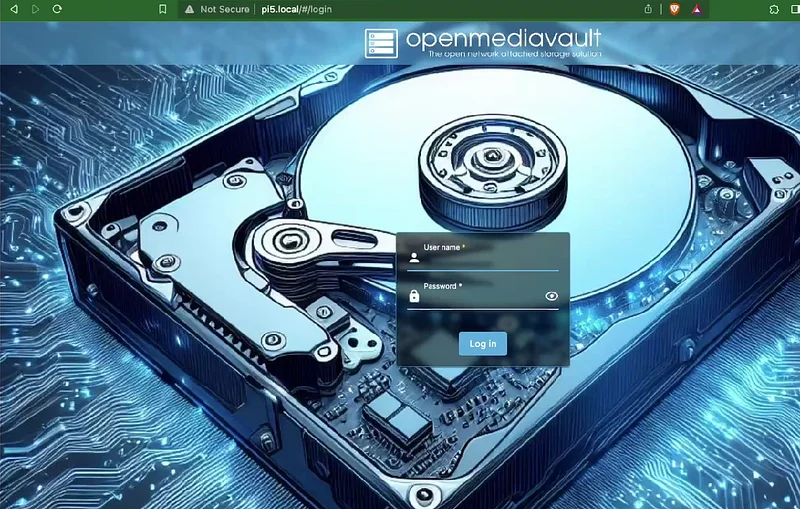 Not Secure pi5.local/#/login
openmediavault
The open network attached storage solution
User name *
Password *
Log in